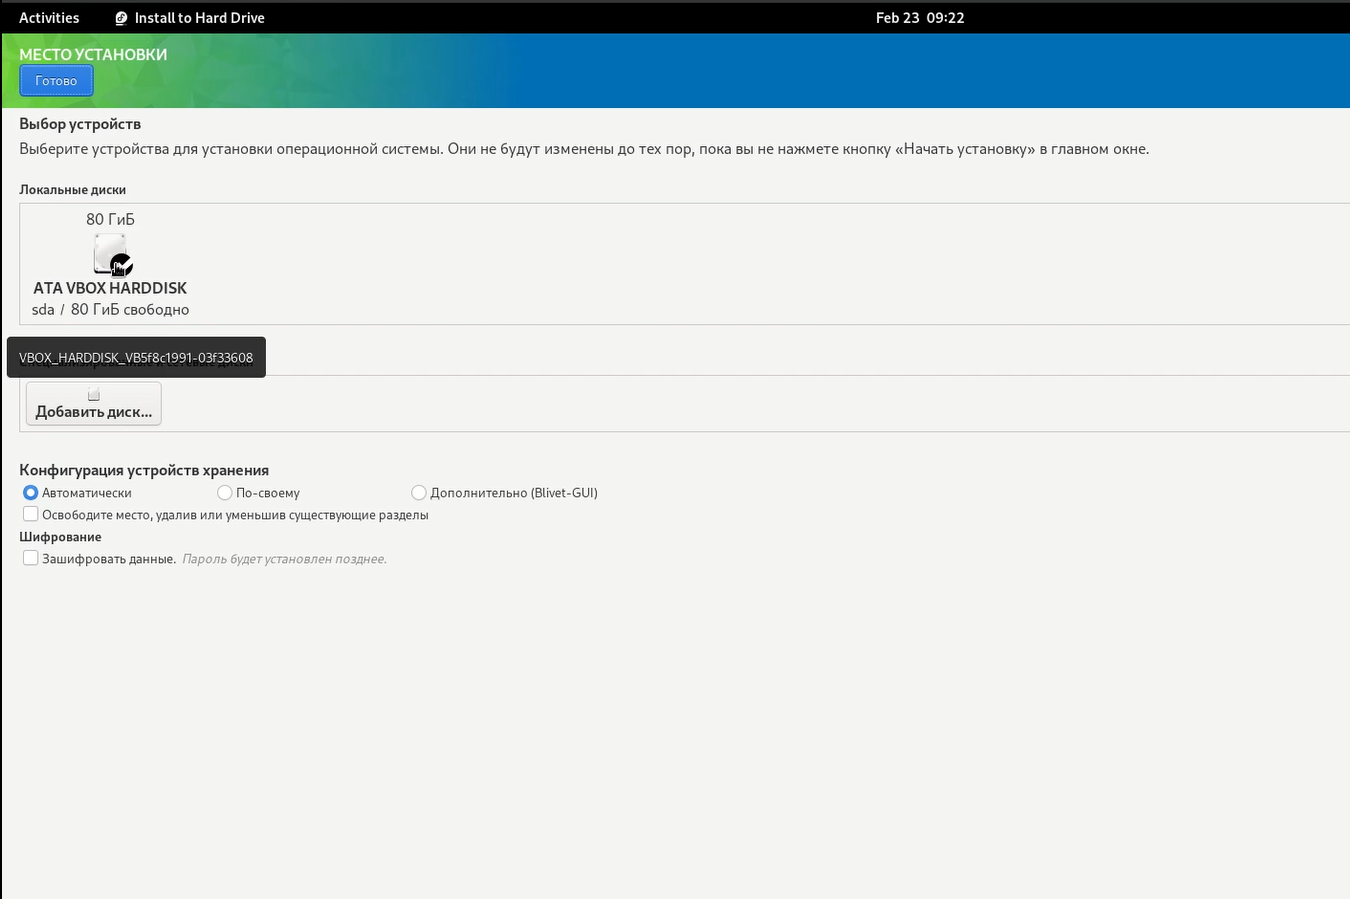 Activities Install to Hard Drive Feb 23 09:22
МЕСТО УСТАНОВКИ
Готово
Выбор устройств
Выберите устройства для установки операционной системы. Они не будут изменены до тех пор, пока вы не нажмете кнопку «Начать установку» в главном окне.
Локальные диски
80 ГиБ
ATA VBOX HARDDISK
sda / 80 ГиБ свободно
VBOX_HARDDISK_VB5f8c1991-03f33608
Добавить диск...
Конфигурация устройств хранения
Автоматически По-своему Дополнительно (Blivet-GUI)
Освободите место, удалив или уменьшив существующие разделы
Шифрование
Зашифровать данные. Пароль будет установлен позднее.